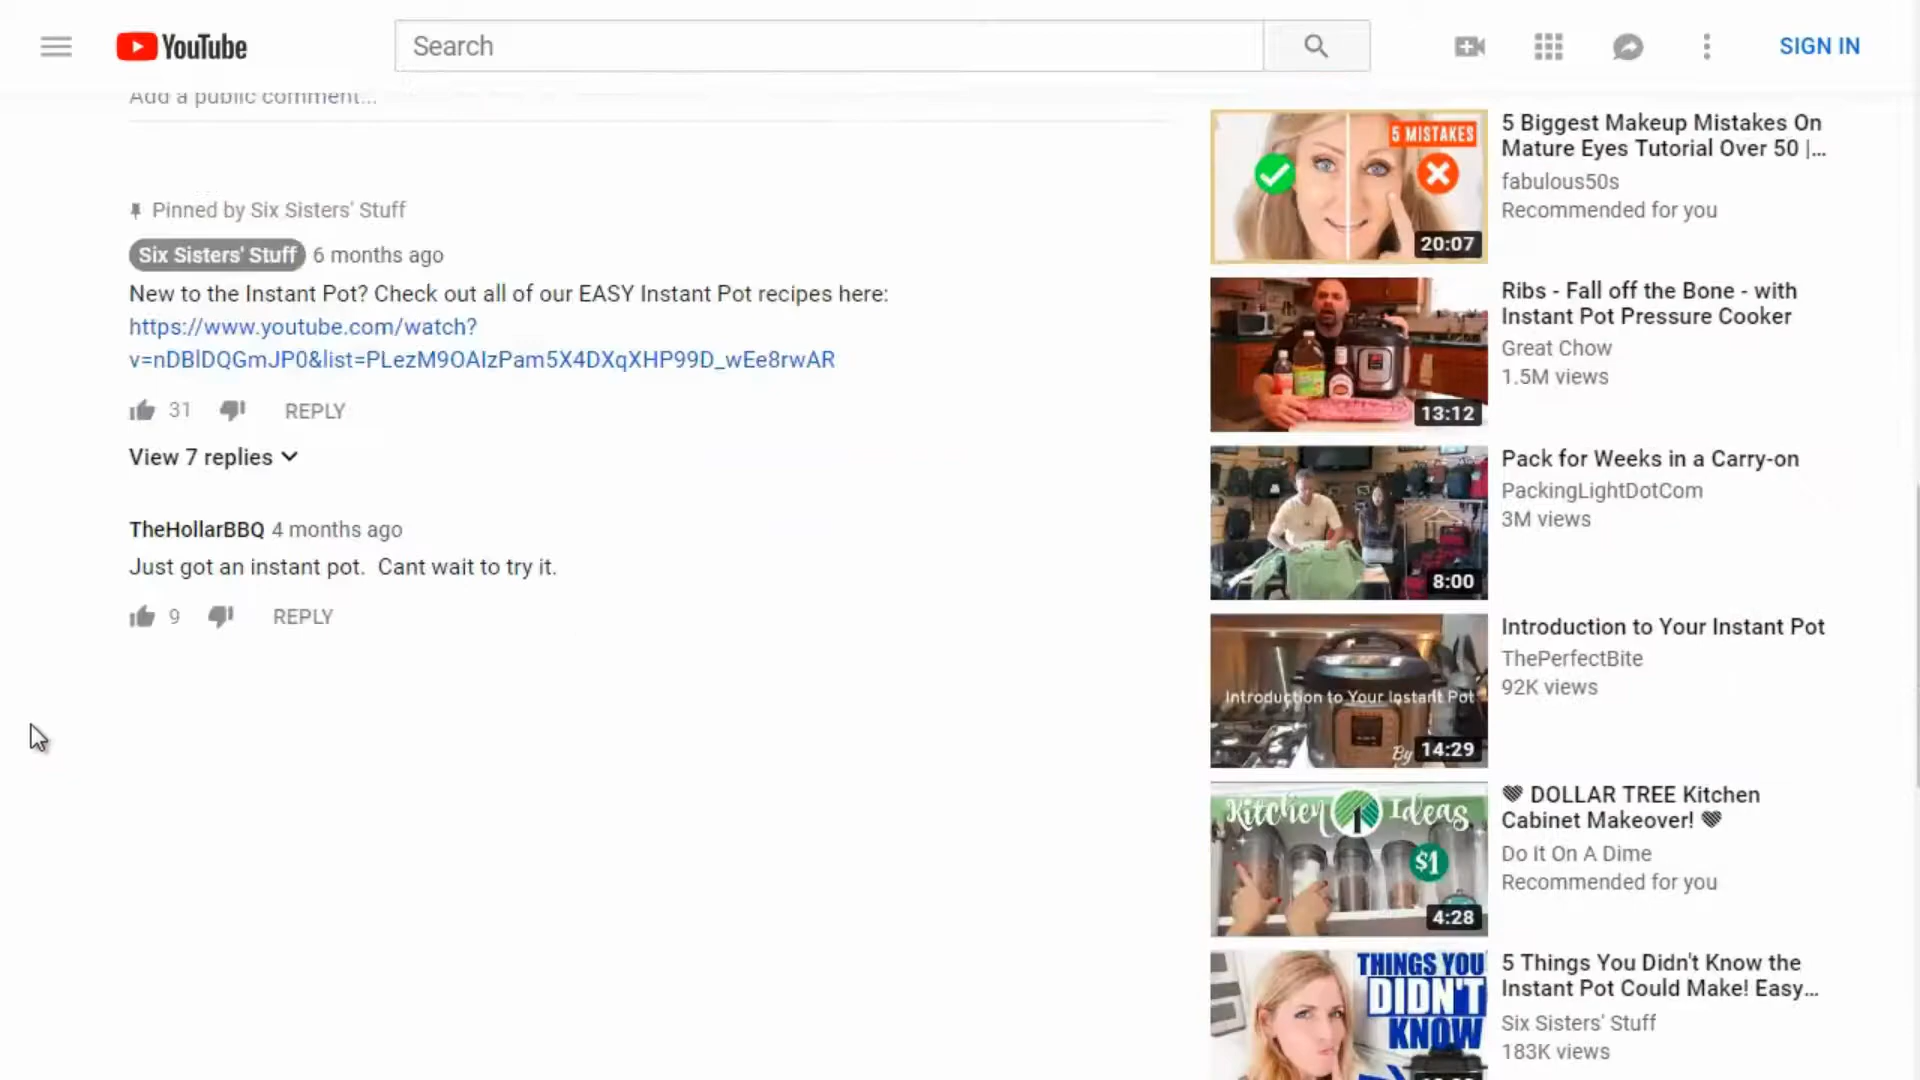 YouTube
Search
SIGN IN
Add a public comment...
Pinned by Six Sisters' Stuff
Six Sisters' Stuff 6 months ago
New to the Instant Pot? Check out all of our EASY Instant Pot recipes here:
https://www.youtube.com/watch?
v=nDBlDQGmJP0&list=PLezM9OAIzPam5X4DXqXHP99D_wEe8rwAR
31 REPLY
View 7 replies
TheHollarBBQ 4 months ago
Just got an instant pot.  Cant wait to try it.
9 REPLY
5 MISTAKES
20:07
5 Biggest Makeup Mistakes On
Mature Eyes Tutorial Over 50 |...
fabulous50s
Recommended for you
13:12
Ribs - Fall off the Bone - with
Instant Pot Pressure Cooker
Great Chow
1.5M views
8:00
Pack for Weeks in a Carry-on
PackingLightDotCom
3M views
Introduction to Your Instant Pot
By
14:29
Introduction to Your Instant Pot
ThePerfectBite
92K views
Kitchen Ideas
$1
4:28
DOLLAR TREE Kitchen
Cabinet Makeover!
Do It On A Dime
Recommended for you
THINGS YOU
DIDN'T
KNOW
5 Things You Didn't Know the
Instant Pot Could Make! Easy...
Six Sisters' Stuff
183K views